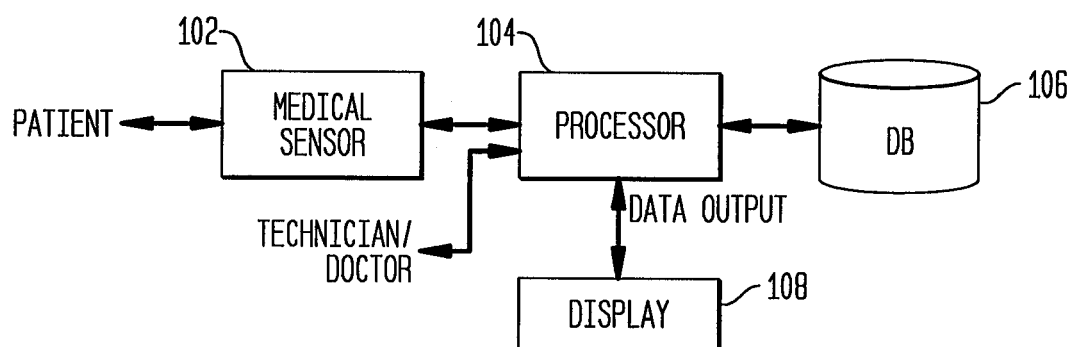 102
104
106
PATIENT
MEDICAL
SENSOR
PROCESSOR
DB
TECHNICIAN/
DOCTOR
DATA OUTPUT
DISPLAY
108